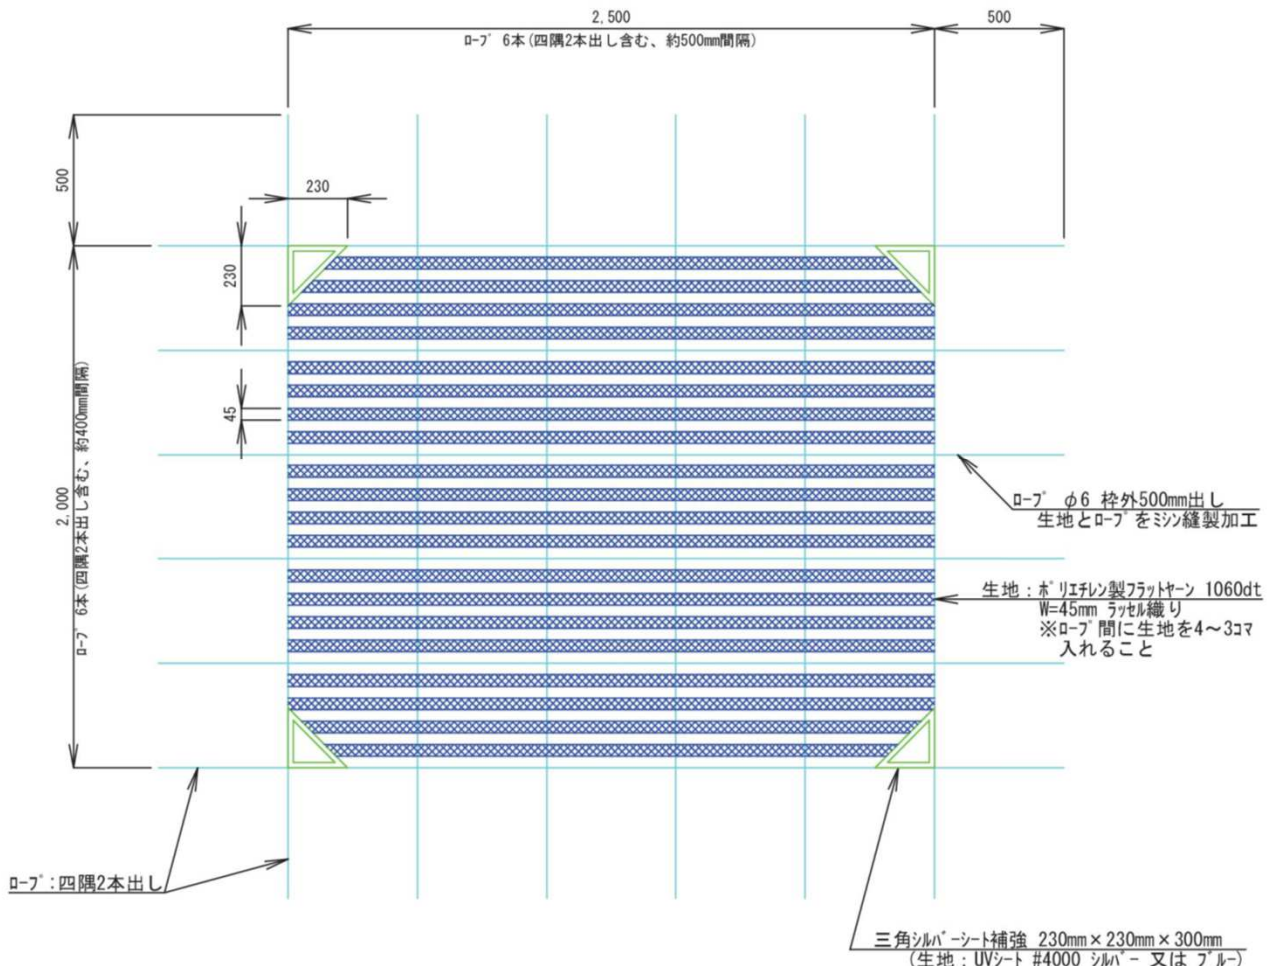 2,500
500
ﾛｰﾌﾟ 6本(四隅2本出し含む、約500mm間隔)
500
230
230
45
2,000
ﾛｰﾌﾟ 6本(四隅2本出し含む、約400mm間隔)
ﾛｰﾌﾟ φ6 枠外500mm出し
生地とﾛｰﾌﾟをﾐｼﾝ縫製加工
生地：ﾎﾟﾘｴﾁﾚﾝ製ﾌﾗｯﾄﾔｰﾝ 1060dt
W=45mm ﾗｯｾﾙ織り
※ﾛｰﾌﾟ間に生地を4～3ｺﾏ
入れること
ﾛｰﾌﾟ：四隅2本出し
三角ｼﾙﾊﾞｰｼｰﾄ補強 230mm×230mm×300mm
(生地：UVｼｰﾄ #4000 ｼﾙﾊﾞｰ 又は ﾌﾞﾙｰ)